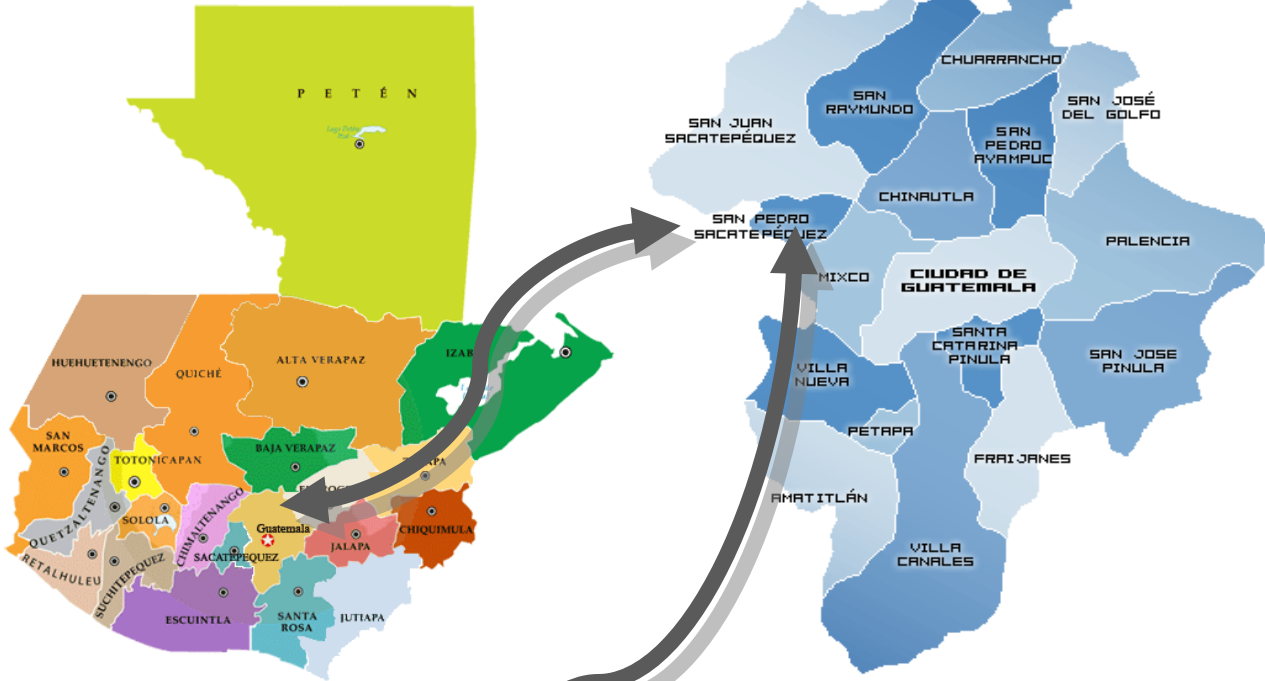 PETÉN
HUEHUETENENGO
QUICHÉ
ALTA VERAPAZ
IZAB
SAN
MARCOS
TOTONICAPAN
BAJA VERAPAZ
QUETZALTENANGO
SOLOLA
CHIMALTENANGO
Guatemala
SACATEPEQUEZ
JALAPA
CHIQUIMULA
RETALHULEU
SUCHITEPEQUEZ
ESCUINTLA
SANTA
ROSA
JUTIAPA
CHUARRANCHO
SAN
RAYMUNDO
SAN JOSÉ
DEL GOLFO
SAN JUAN
SACATEPÉQUEZ
SAN
PEDRO
AYAMPUC
CHINAUTLA
SAN PEDRO
SACATEPÉQUEZ
PALENCIA
MIXCO
CIUDAD DE
GUATEMALA
SANTA
CATARINA
PINULA
SAN JOSE
PINULA
VILLA
NUEVA
PETAPA
FRAIJANES
AMATITLÁN
VILLA
CANALES